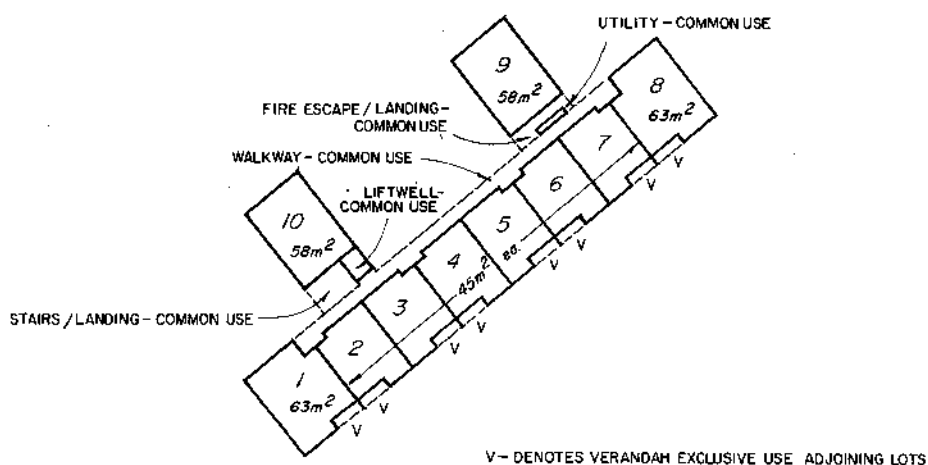 UTILITY – COMMON USE
9
58m²
8
63m²
FIRE ESCAPE / LANDING –
COMMON USE
7
WALKWAY – COMMON USE
6
LIFTWELL –
COMMON USE
5
10
58m²
4
45m² ea.
3
STAIRS / LANDING – COMMON USE
2
1
63m²
V
V
V
V
V
V
V
V
V – DENOTES VERANDAH EXCLUSIVE USE ADJOINING LOTS